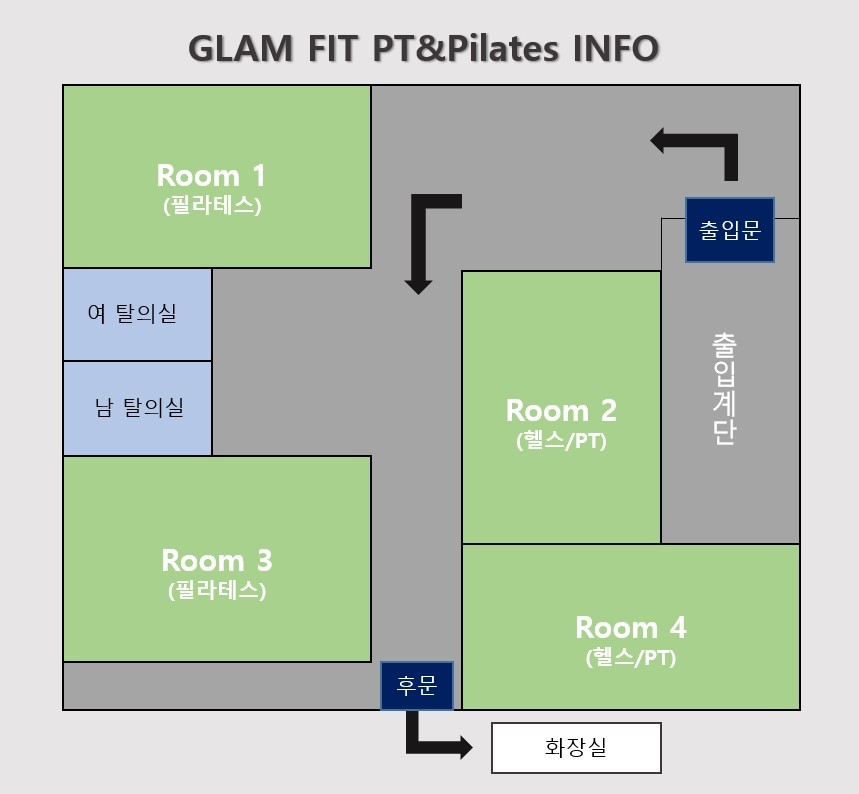 GLAM FIT PT&Pilates INFO
Room 1
(필라테스)
출입문
여 탈의실
남 탈의실
출입계단
Room 2
(헬스/PT)
Room 3
(필라테스)
Room 4
(헬스/PT)
후문
화장실